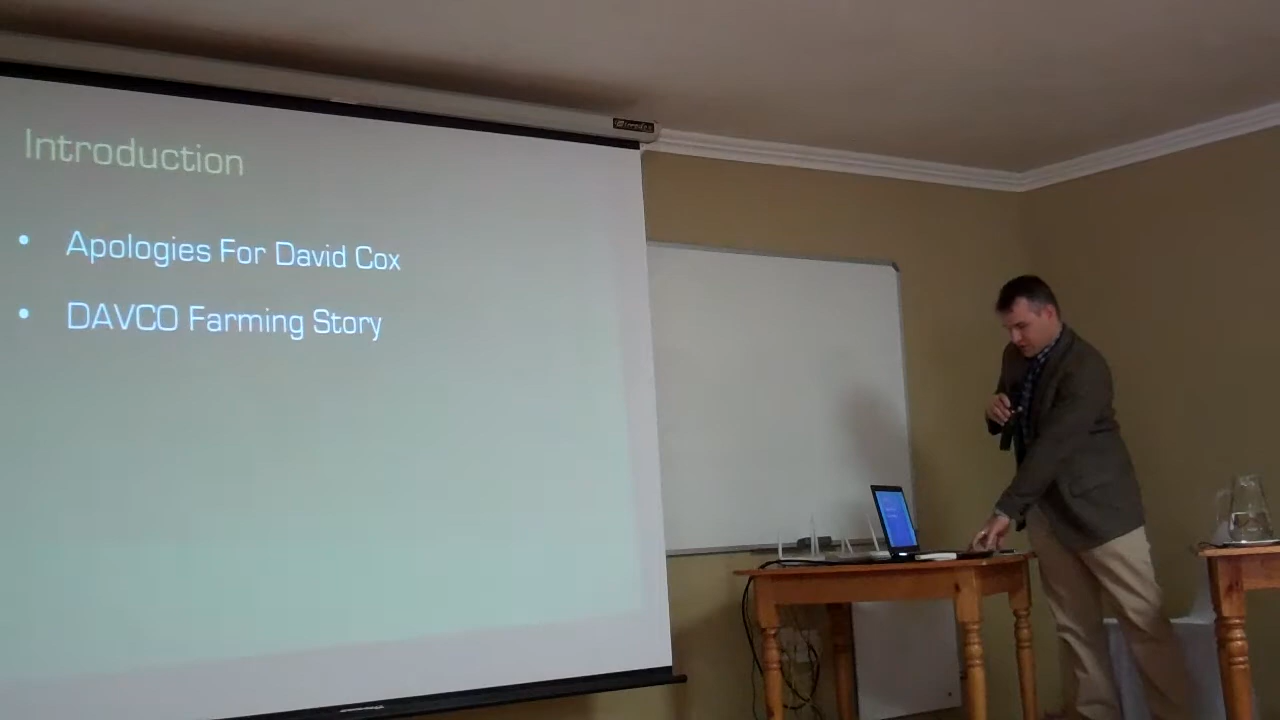 Introduction
• Apologies For David Cox
• DAVCO Farming Story